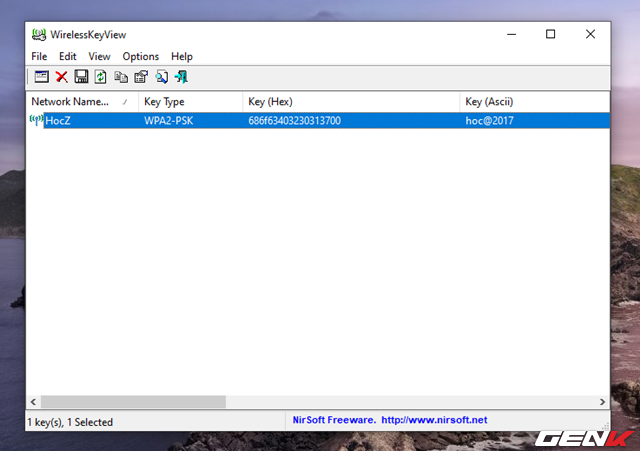 WirelessKeyView
File Edit View Options Help
Network Name... Key Type Key (Hex) Key (Ascii)
HocZ WPA2-PSK 686f63403230313700 hoc@2017
1 key(s), 1 Selected NirSoft Freeware. http://www.nirsoft.net
GENK